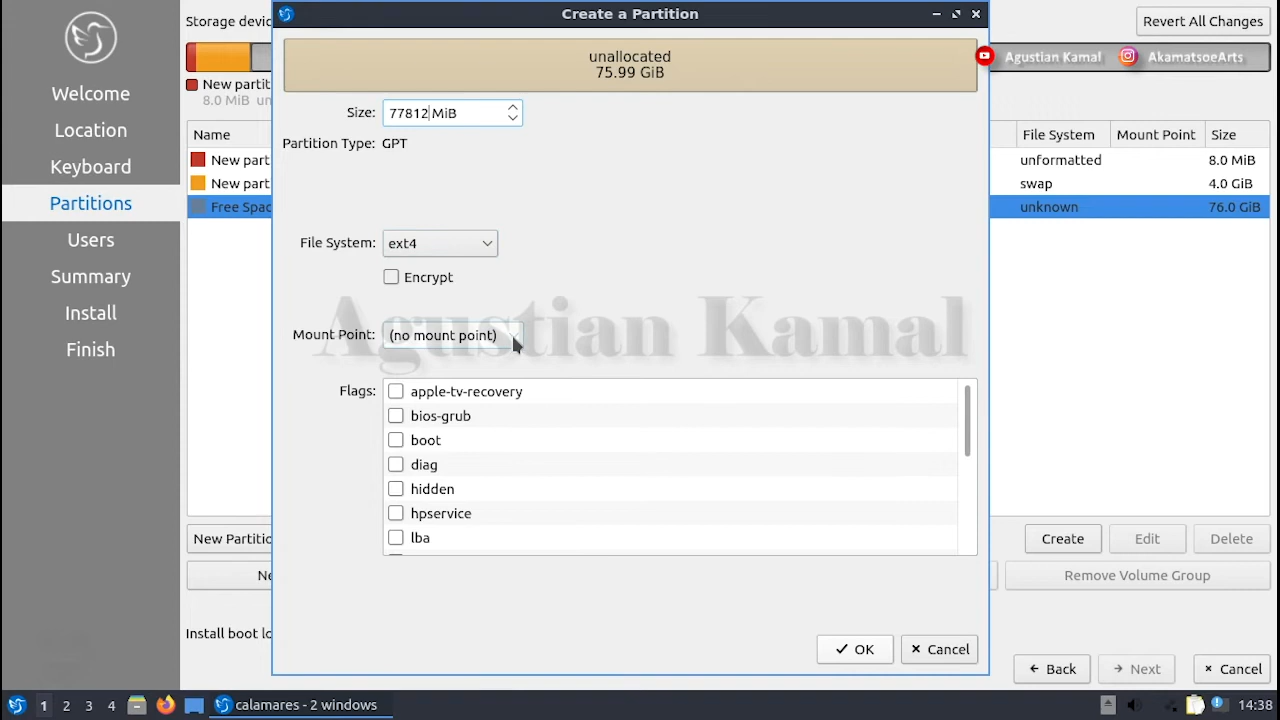 Create a Partition
Storage devic
Revert All Changes
unallocated
75.99 GiB
Agustian Kamal
AkamatsoeArts
New partit
8.0 MiB un
Welcome
Location
Keyboard
Partitions
Users
Summary
Install
Finish
Size: 77812 MiB
Partition Type: GPT
Name
File System
Mount Point
Size
New part
unformatted
8.0 MiB
New part
swap
4.0 GiB
Free Spac
unknown
76.0 GiB
File System: ext4
Encrypt
Agustian Kamal
Mount Point: (no mount point)
Flags:
apple-tv-recovery
bios-grub
boot
diag
hidden
hpservice
lba
New Partitio
Create
Edit
Delete
Ne
Remove Volume Group
Install boot lo
OK
Cancel
Back
Next
Cancel
1 2 3 4
calamares - 2 windows
14:38